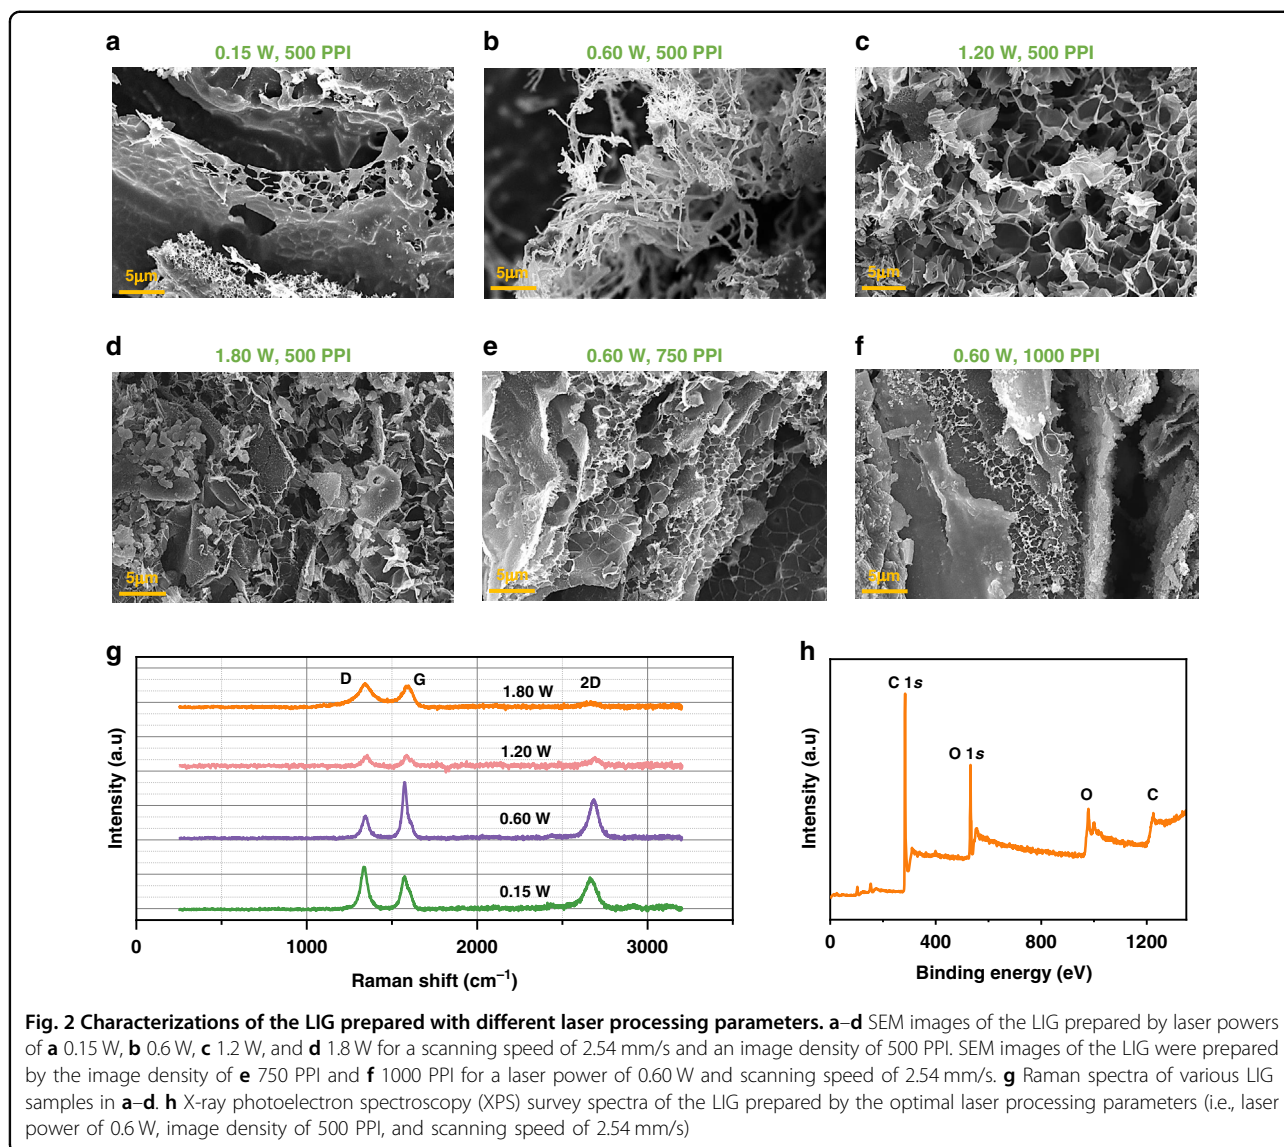 a
0.15 W, 500 PPI
5μm
b
0.60 W, 500 PPI
5μm
c
1.20 W, 500 PPI
5μm
d
1.80 W, 500 PPI
5μm
e
0.60 W, 750 PPI
5μm
f
0.60 W, 1000 PPI
5μm
g
D
G
2D
1.80 W
1.20 W
0.60 W
0.15 W
Intensity (a.u)
0 1000 2000 3000
Raman shift (cm⁻¹)
h
C 1s
O 1s
O
C
Intensity (a.u)
0 400 800 1200
Binding energy (eV)
Fig. 2 Characterizations of the LIG prepared with different laser processing parameters. a–d SEM images of the LIG prepared by laser powers
of a 0.15 W, b 0.6 W, c 1.2 W, and d 1.8 W for a scanning speed of 2.54 mm/s and an image density of 500 PPI. SEM images of the LIG were prepared
by the image density of e 750 PPI and f 1000 PPI for a laser power of 0.60 W and scanning speed of 2.54 mm/s. g Raman spectra of various LIG
samples in a–d. h X-ray photoelectron spectroscopy (XPS) survey spectra of the LIG prepared by the optimal laser processing parameters (i.e., laser
power of 0.6 W, image density of 500 PPI, and scanning speed of 2.54 mm/s)